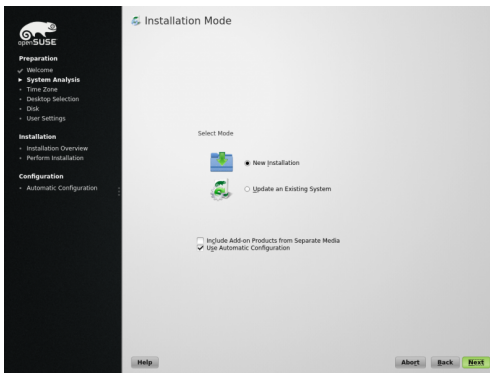 openSUSE
Preparation
Welcome
System Analysis
Time Zone
Desktop Selection
Disk
User Settings
Installation
Installation Overview
Perform Installation
Configuration
Automatic Configuration
Installation Mode
Select Mode
New Installation
Update an Existing System
Include Add-on Products from Separate Media
Use Automatic Configuration
Help
Abort
Back
Next